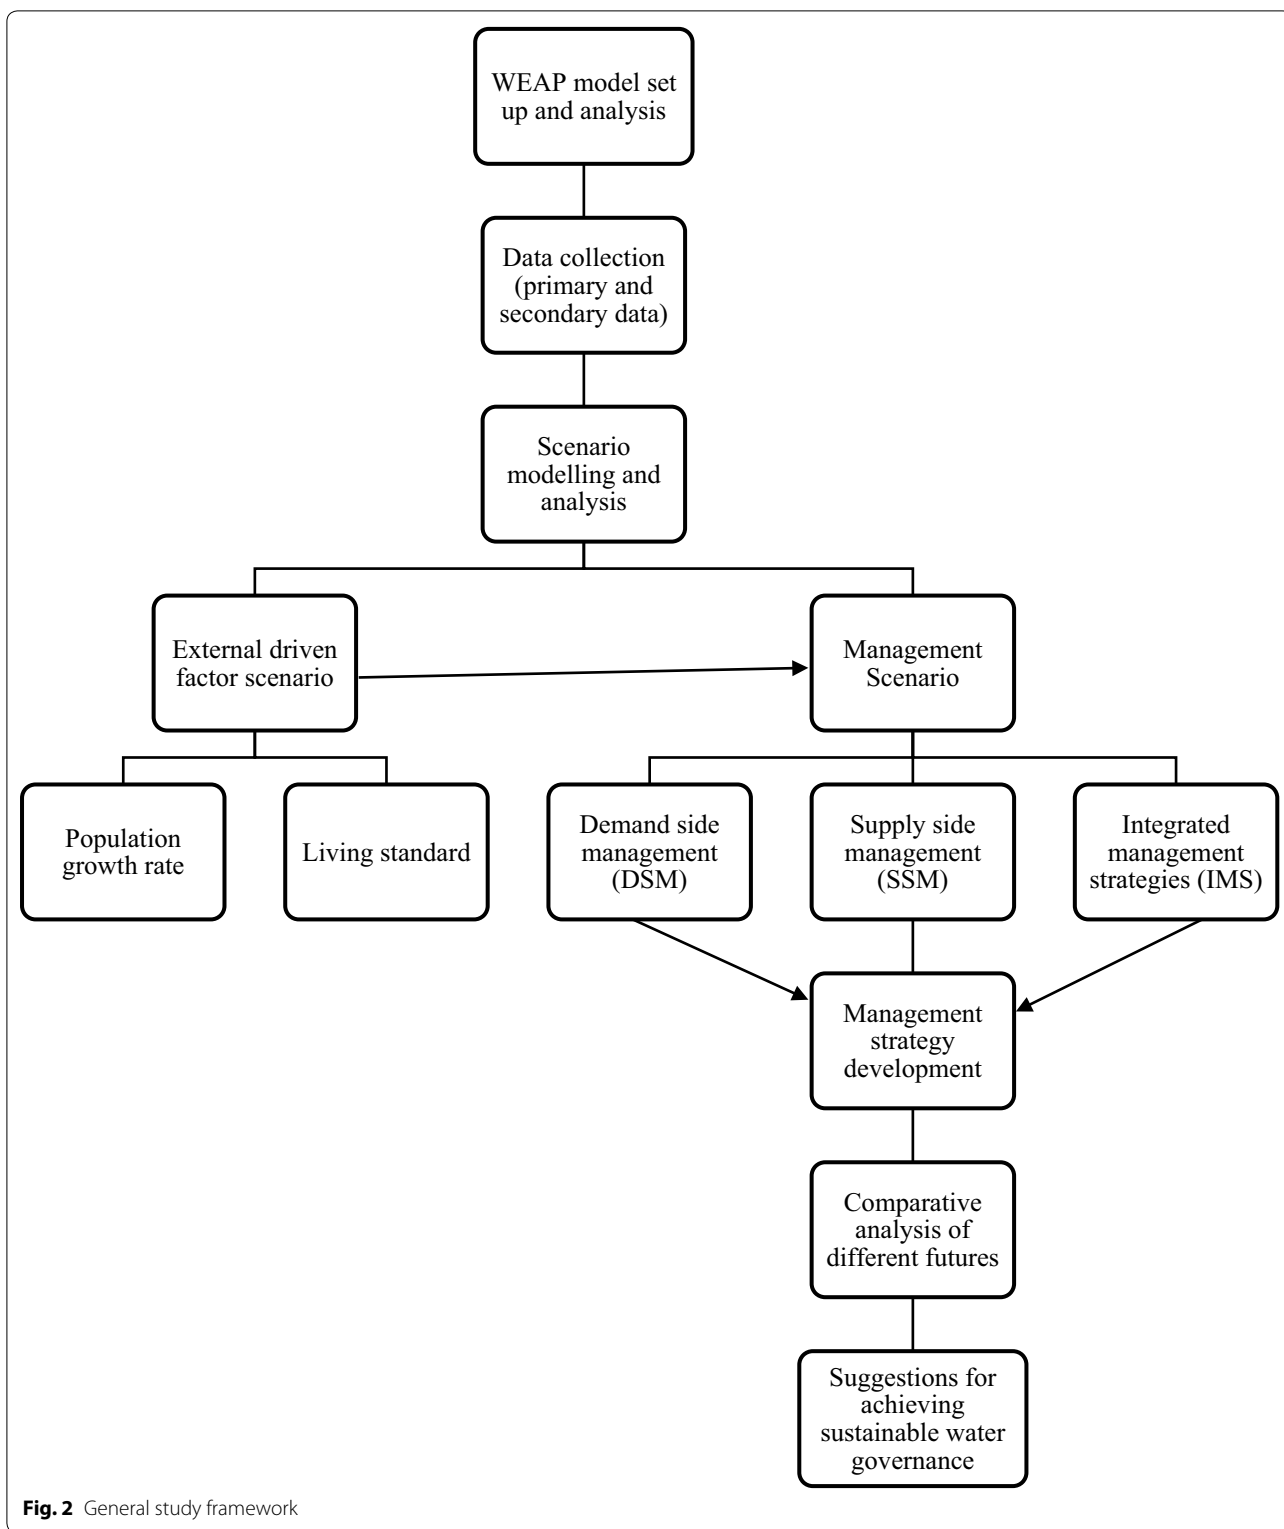 WEAP model set
up and analysis
Data collection
(primary and
secondary data)
Scenario
modelling and
analysis
External driven
factor scenario
Management
Scenario
Population
growth rate
Living standard
Demand side
management
(DSM)
Supply side
management
(SSM)
Integrated
management
strategies (IMS)
Management
strategy
development
Comparative
analysis of
different futures
Suggestions for
achieving
sustainable water
governance
Fig. 2 General study framework